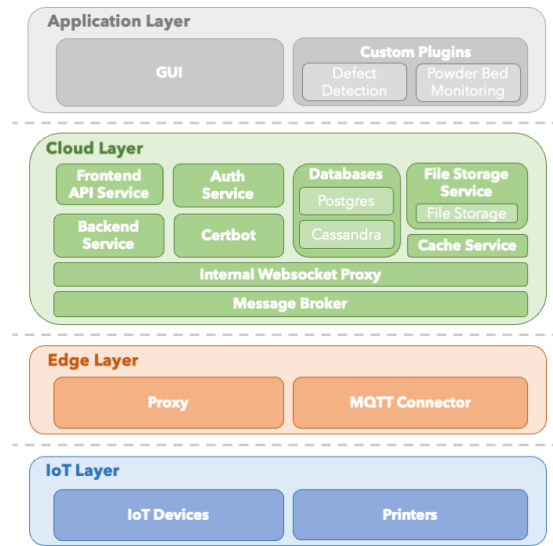 Application Layer
GUI
Custom Plugins
Defect
Detection
Powder Bed
Monitoring
Cloud Layer
Frontend
API Service
Auth
Service
Databases
Postgres
Cassandra
File Storage
Service
File Storage
Backend
Service
Certbot
Cache Service
Internal Websocket Proxy
Message Broker
Edge Layer
Proxy
MQTT Connector
IoT Layer
IoT Devices
Printers